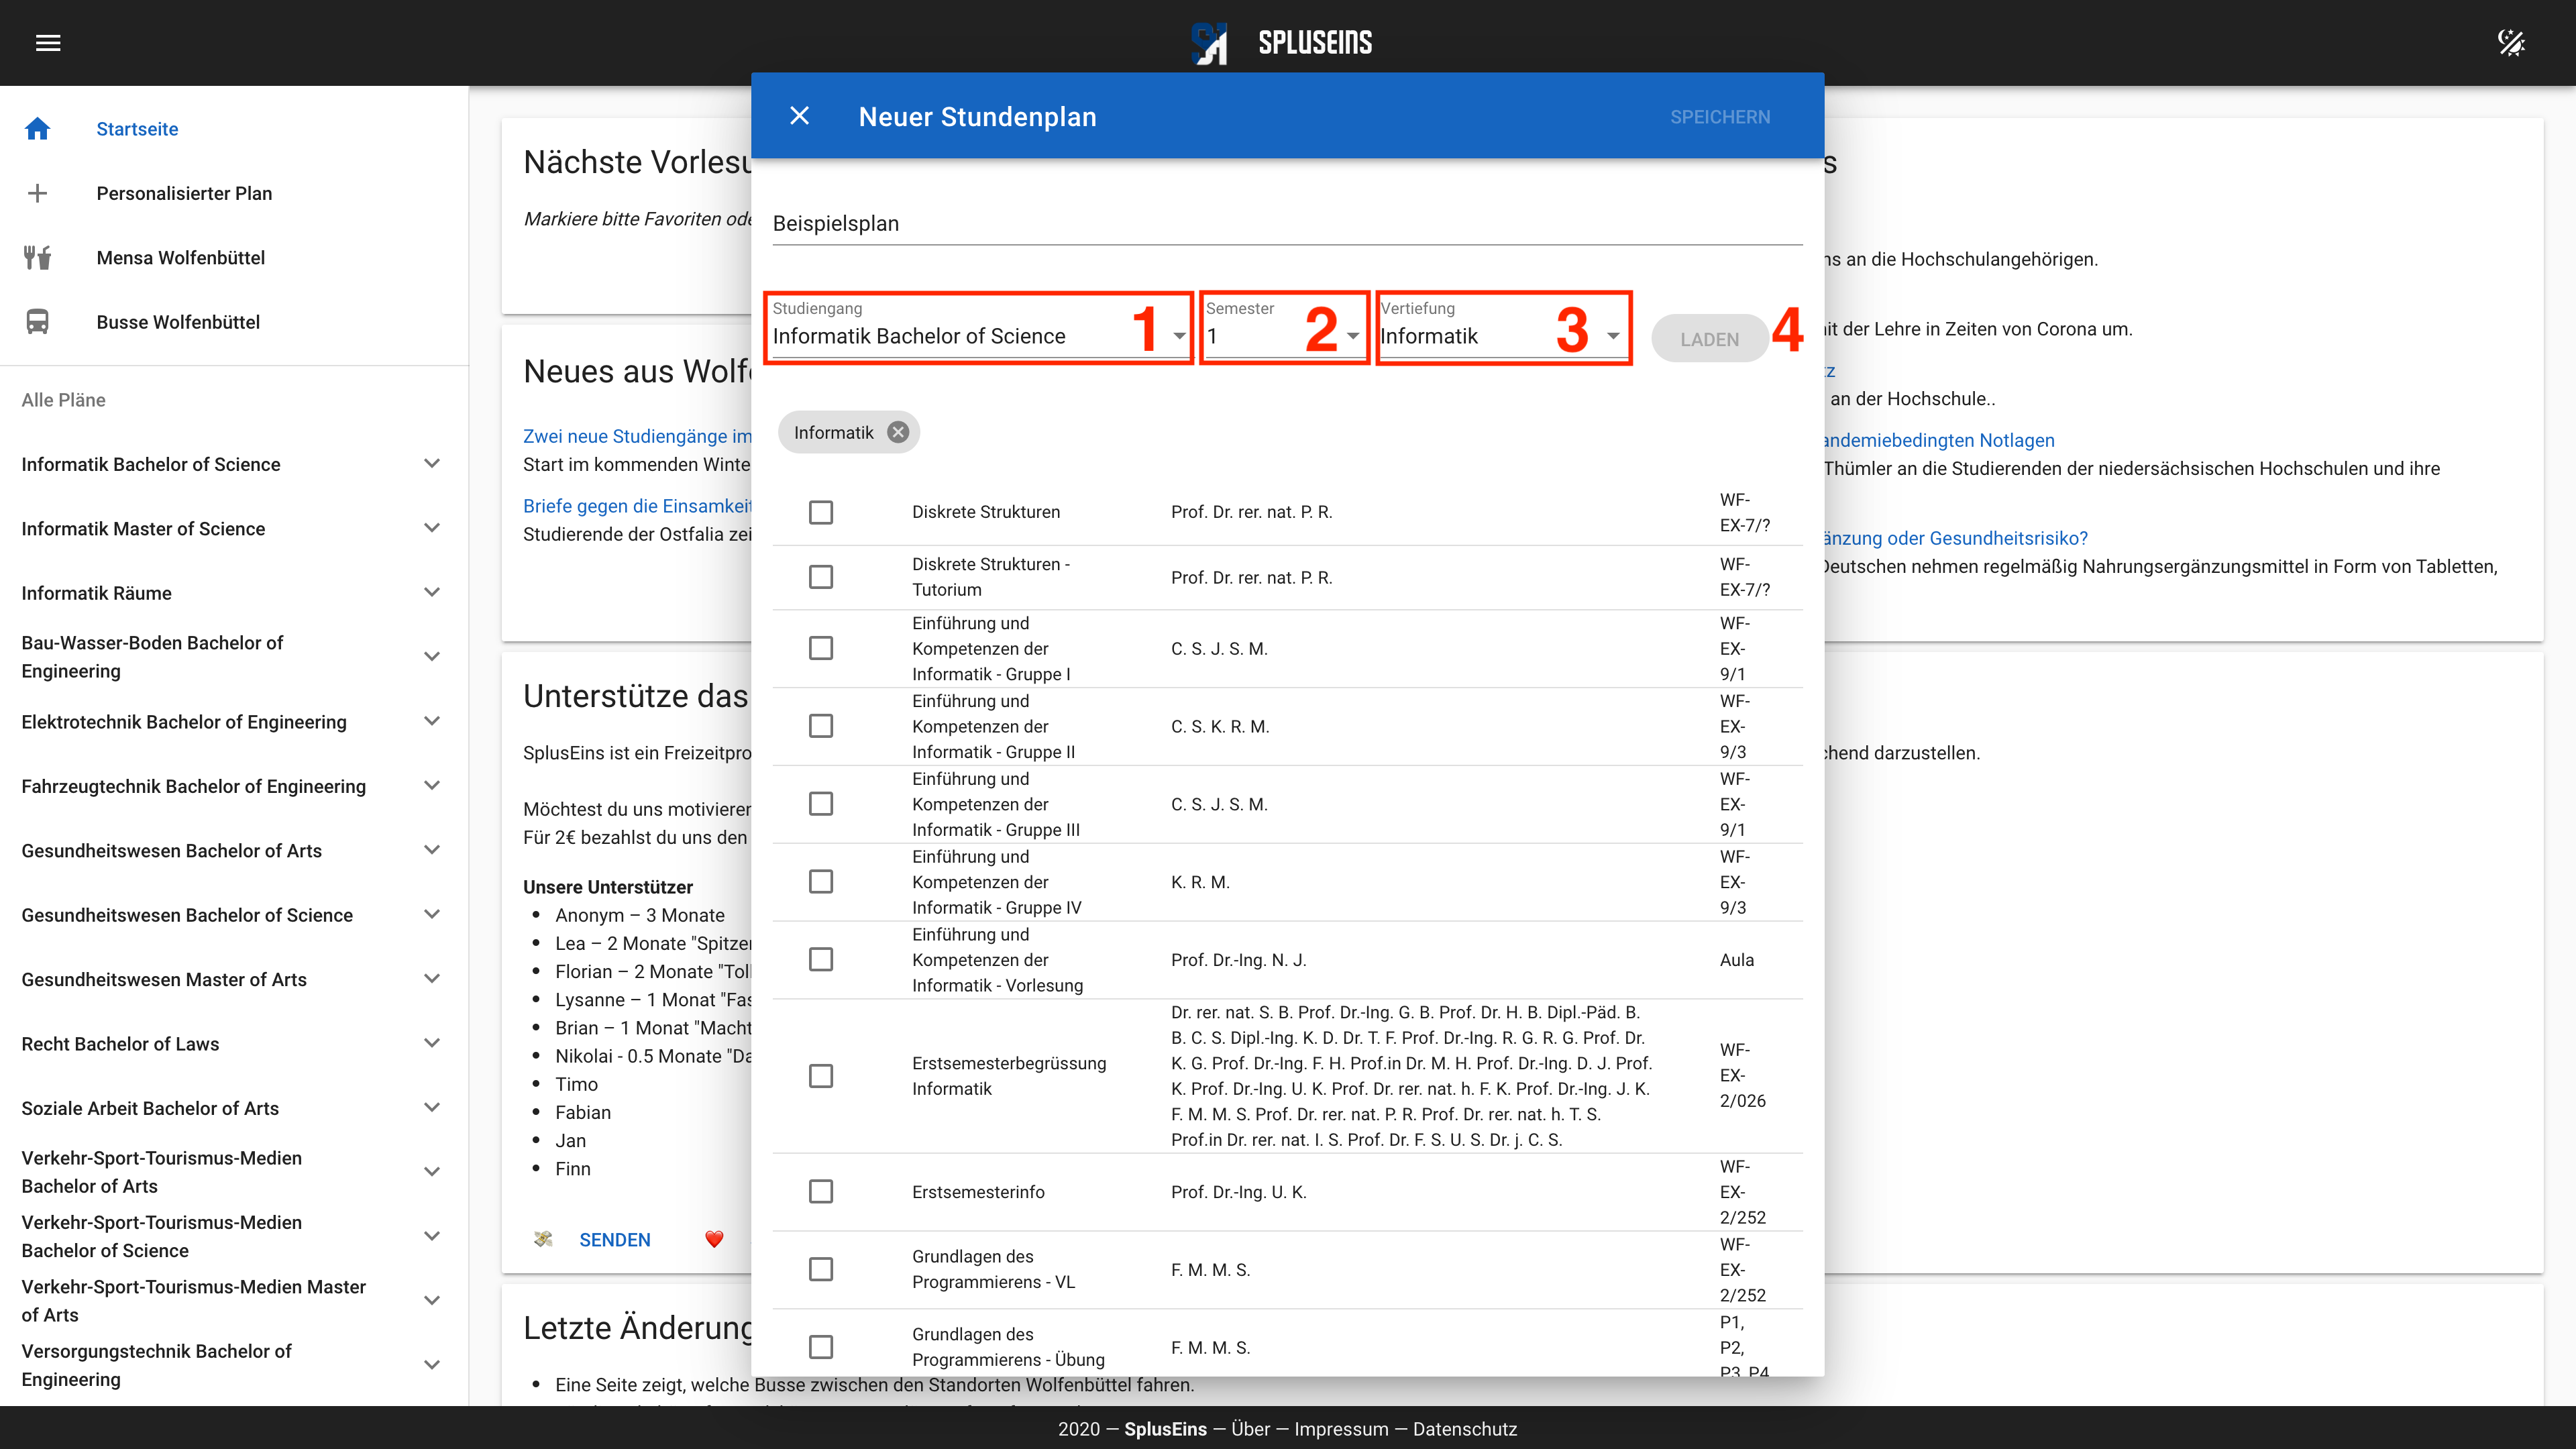 SPLUSEINS
Startseite
Personalisierter Plan
Mensa Wolfenbüttel
Busse Wolfenbüttel
Alle Pläne
Informatik Bachelor of Science
Informatik Master of Science
Informatik Räume
Bau-Wasser-Boden Bachelor of
Engineering
Elektrotechnik Bachelor of Engineering
Fahrzeugtechnik Bachelor of Engineering
Gesundheitswesen Bachelor of Arts
Gesundheitswesen Bachelor of Science
Gesundheitswesen Master of Arts
Recht Bachelor of Laws
Soziale Arbeit Bachelor of Arts
Verkehr-Sport-Tourismus-Medien
Bachelor of Arts
Verkehr-Sport-Tourismus-Medien
Bachelor of Science
Verkehr-Sport-Tourismus-Medien Master
of Arts
Versorgungstechnik Bachelor of
Engineering
Nächste
Markiere bitte Favoriten
Neues aus
Zwei neue Studiengänge im
Start im kommenden
Briefe gegen die
Studierende der Ostfalia
Unterstütze das
SplusEins ist ein
Möchtest du uns
Für 2€ bezahlst du uns den
Unsere Unterstützer
Anonym – 3 Monate
Lea – 2 Monate
Florian – 2 Monate
Lysanne – 1 Monat
Brian – 1 Monat
Nikolai - 0.5 Monate
Timo
Fabian
Jan
Finn
SENDEN
Letzte
Eine Seite zeigt, welche Busse zwischen den Standorten Wolfenbüttel fahren.
Neuer Stundenplan
SPEICHERN
Beispielsplan
Studiengang
Informatik Bachelor of Science 1
Semester
1 2
Vertiefung
Informatik 3
LADEN 4
Informatik
Diskrete Strukturen Prof. Dr. rer. nat. P. R. WF-
EX-7/?
Diskrete Strukturen -
Tutorium Prof. Dr. rer. nat. P. R. WF-
EX-7/?
Einführung und
Kompetenzen der
Informatik - Gruppe I
C. S. J. S. M.
WF-
EX-
9/1
Einführung und
Kompetenzen der
Informatik - Gruppe II
C. S. K. R. M.
WF-
EX-
9/3
Einführung und
Kompetenzen der
Informatik - Gruppe III
C. S. J. S. M.
WF-
EX-
9/1
Einführung und
Kompetenzen der
Informatik - Gruppe IV
K. R. M.
WF-
EX-
9/3
Einführung und
Kompetenzen der
Informatik - Vorlesung
Prof. Dr.-Ing. N. J.
Aula
Erstsemesterbegrüssung
Informatik
Dr. rer. nat. S. B. Prof. Dr.-Ing. G. B. Prof. Dr. H. B. Dipl.-Päd. B.
B. C. S. Dipl.-Ing. K. D. Dr. T. F. Prof. Dr.-Ing. R. G. R. G. Prof. Dr.
K. G. Prof. Dr.-Ing. F. H. Prof.in Dr. M. H. Prof. Dr.-Ing. D. J. Prof.
K. Prof. Dr.-Ing. U. K. Prof. Dr. rer. nat. h. F. K. Prof. Dr.-Ing. J. K.
F. M. M. S. Prof. Dr. rer. nat. P. R. Prof. Dr. rer. nat. h. T. S.
Prof.in Dr. rer. nat. I. S. Prof. Dr. F. S. U. S. Dr. j. C. S.
WF-
EX-
2/026
Erstsemesterinfo
Prof. Dr.-Ing. U. K.
WF-
EX-
2/252
Grundlagen des
Programmierens - VL
F. M. M. S.
WF-
EX-
2/252
Grundlagen des
Programmierens - Übung
F. M. M. S.
P1,
P2,
P3, P4
an die Hochschulangehörigen.
der Lehre in Zeiten von Corona um.
an der Hochschule..
Notlagen
Thümler an die Studierenden der niedersächsischen Hochschulen und ihre
oder Gesundheitsrisiko?
Deutschen nehmen regelmäßig Nahrungsergänzungsmittel in Form von Tabletten,
darzustellen.
2020 — SplusEins — Über — Impressum — Datenschutz